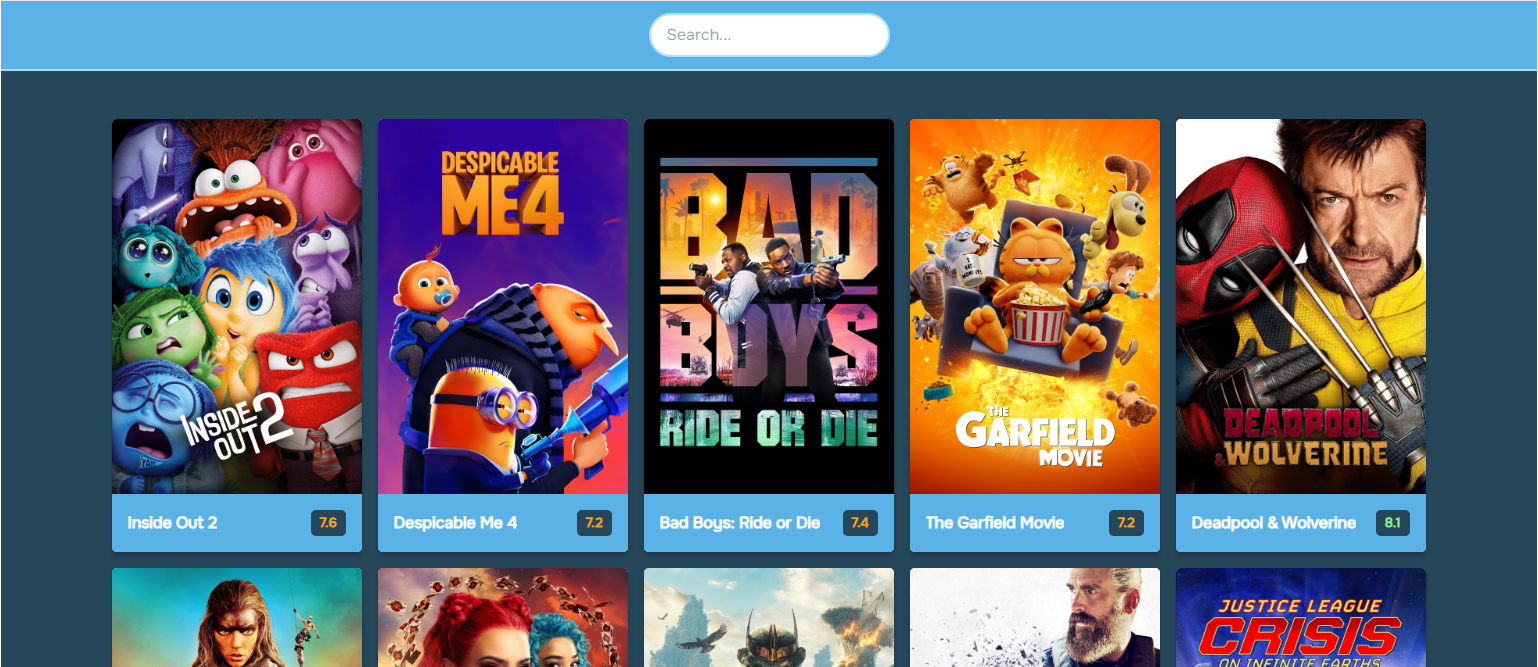 Search...
DESPICABLE
ME4
BAD
BOYS
RIDE OR DIE
INSIDE
OUT 2
THE
GARFIELD
MOVIE
DEADPOOL
&WOLVERINE
Inside Out 2
7.6
Despicable Me 4
7.2
Bad Boys: Ride or Die
7.4
The Garfield Movie
7.2
Deadpool & Wolverine
8.1
JUSTICE LEAGUE
CRISIS
ON INFINITE EARTHS